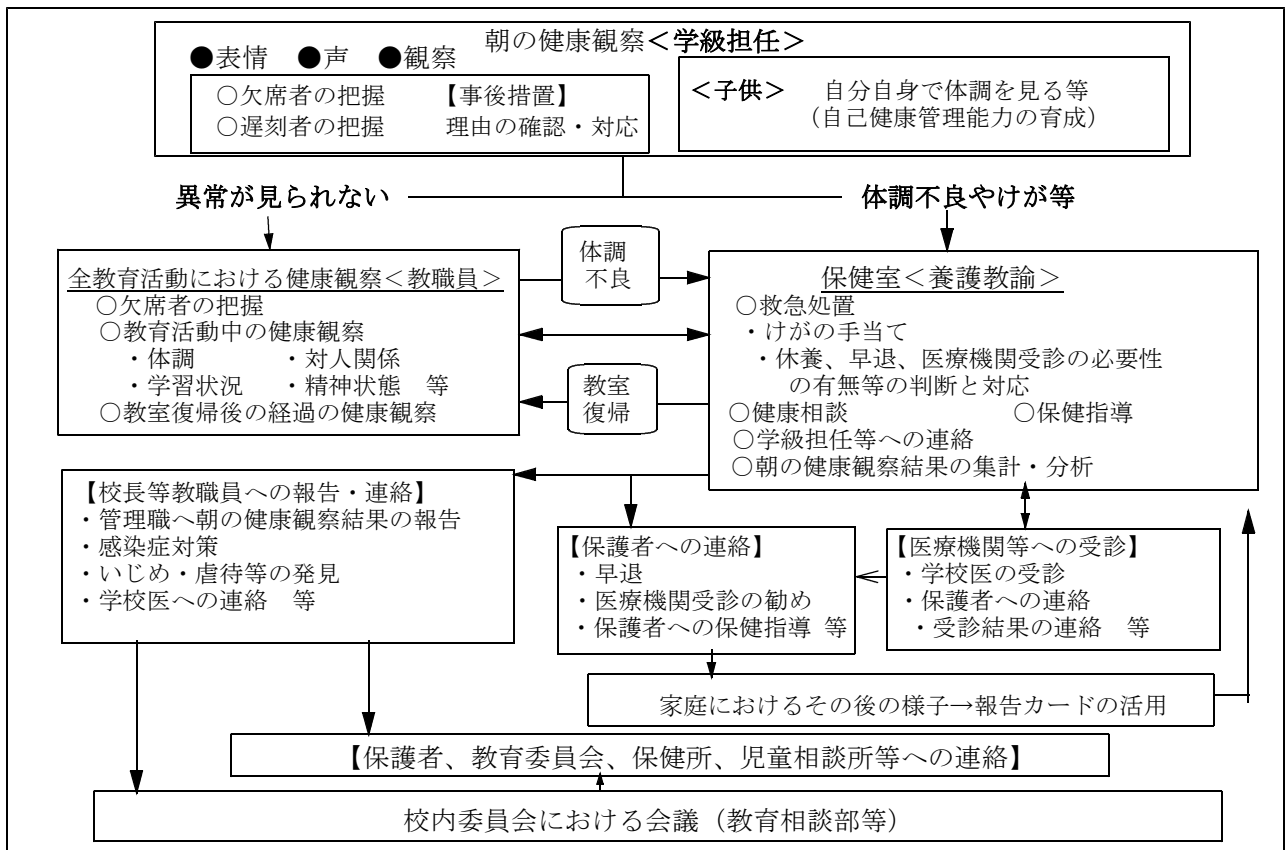 朝の健康観察＜学級担任＞
●表情　●声　●観察
○欠席者の把握　　【事後措置】
○遅刻者の把握　　理由の確認・対応
＜子供＞　自分自身で体調を見る等
（自己健康管理能力の育成）
異常が見られない
体調不良やけが等
全教育活動における健康観察＜教職員＞
○欠席者の把握
○教育活動中の健康観察
・体調　　　・対人関係
・学習状況　・精神状態　等
○教室復帰後の経過の健康観察
体調
不良
教室
復帰
保健室＜養護教諭＞
○救急処置
・けがの手当て
・休養、早退、医療機関受診の必要性
の有無等の判断と対応
○健康相談　　　　　○保健指導
○学級担任等への連絡
○朝の健康観察結果の集計・分析
【校長等教職員への報告・連絡】
・管理職へ朝の健康観察結果の報告
・感染症対策
・いじめ・虐待等の発見
・学校医への連絡　等
【保護者への連絡】
・早退
・医療機関受診の勧め
・保護者への保健指導 等
【医療機関等への受診】
・学校医の受診
・保護者への連絡
・受診結果の連絡　等
家庭におけるその後の様子→報告カードの活用
【保護者、教育委員会、保健所、児童相談所等への連絡】
校内委員会における会議（教育相談部等）